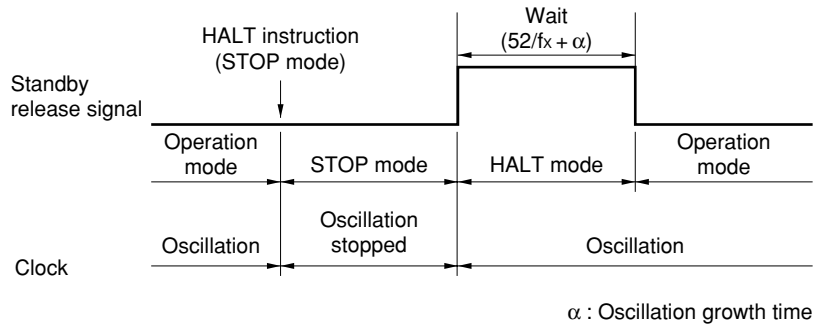 Wait
(52/fx + α)
HALT instruction
(STOP mode)
Standby
release signal
Operation
mode
STOP mode
HALT mode
Operation
mode
Oscillation
Oscillation
stopped
Oscillation
Clock
α : Oscillation growth time